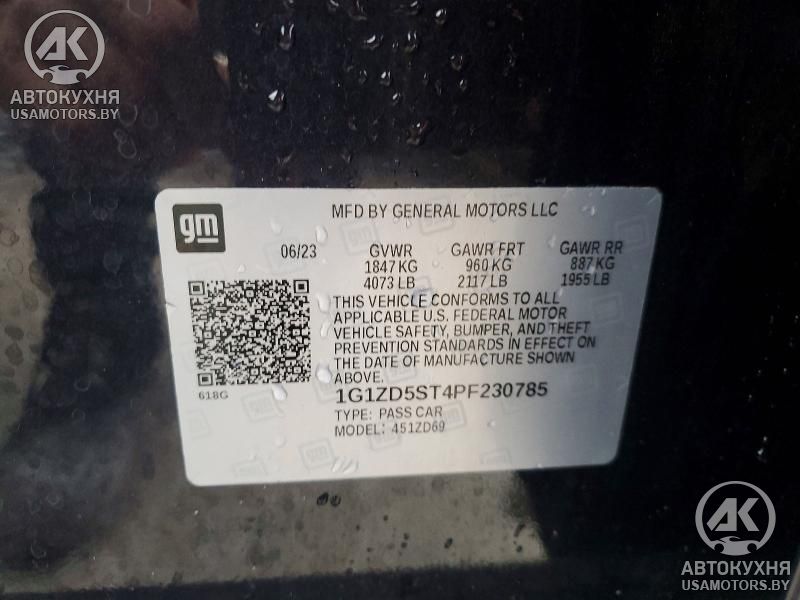 AK
АВТОКУХНЯ
USAMOTORS.BY
gm
MFD BY GENERAL MOTORS LLC
06/23 GVWR GAWR FRT GAWR RR
1847 KG 960 KG 887 KG
4073 LB 2117 LB 1955 LB
THIS VEHICLE CONFORMS TO ALL
APPLICABLE U.S. FEDERAL MOTOR
VEHICLE SAFETY, BUMPER, AND THEFT
PREVENTION STANDARDS IN EFFECT ON
THE DATE OF MANUFACTURE SHOWN
ABOVE.
618G
1G1ZD5ST4PF230785
TYPE: PASS CAR
MODEL: 451ZD69
AK
АВТОКУХНЯ
USAMOTORS.BY